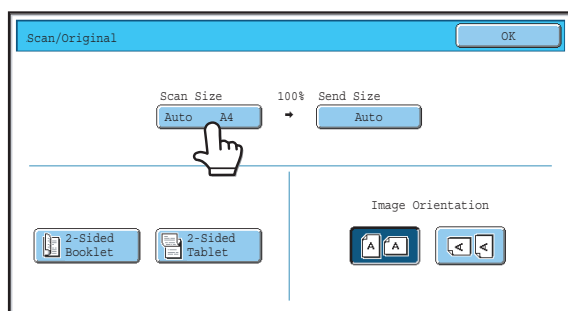 Scan/Original
OK
Scan Size
100%
Send Size
Auto A4
Auto
Image Orientation
2-Sided
Booklet
2-Sided
Tablet
A A
A A